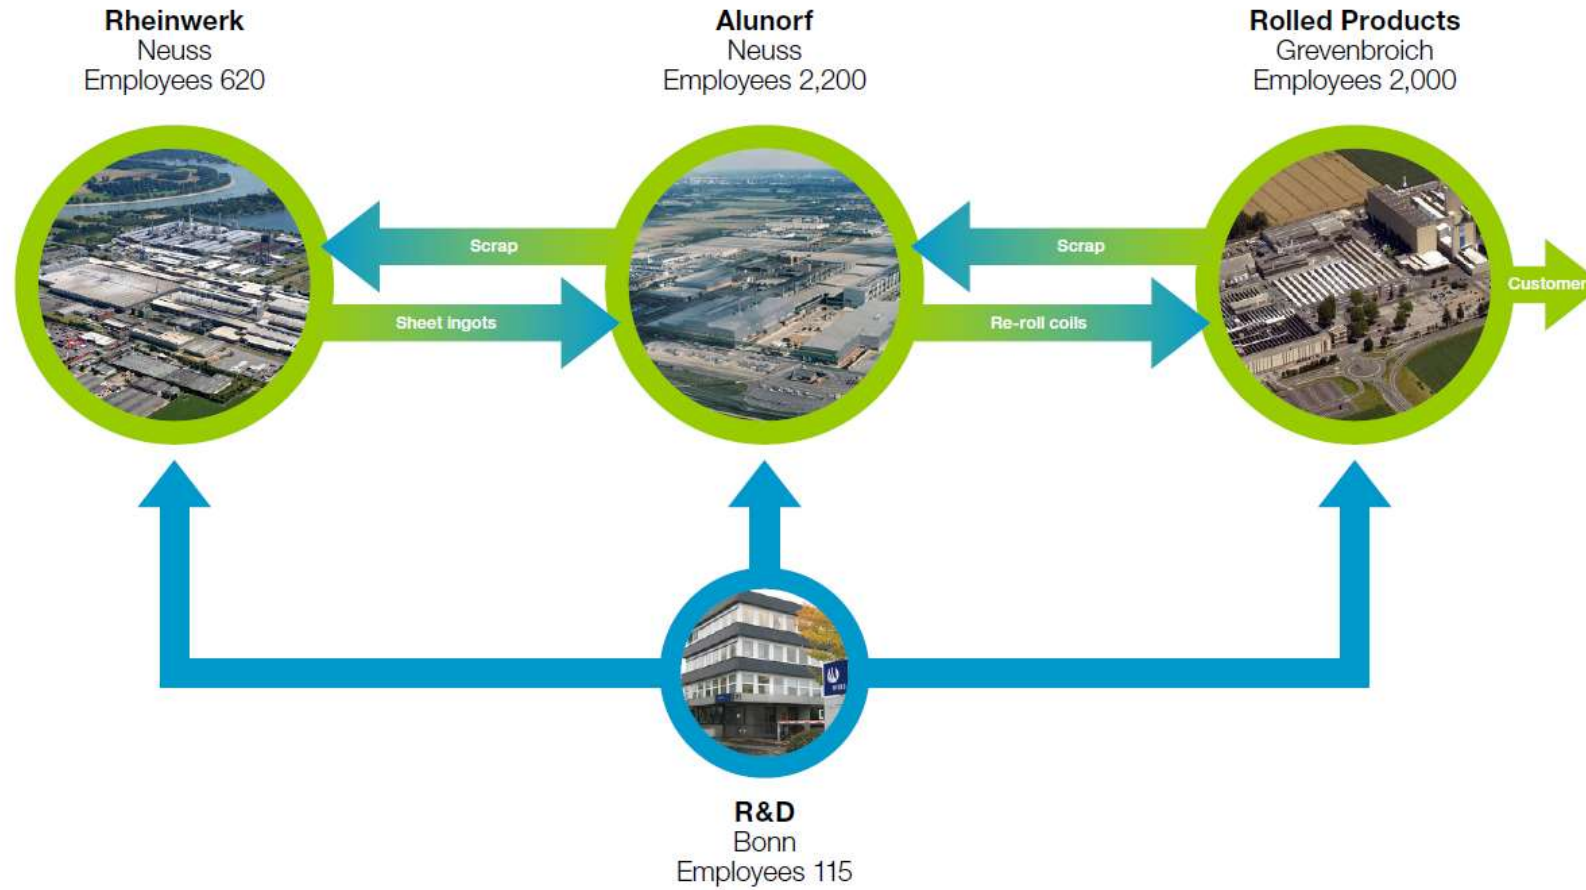 Rheinwerk
Neuss
Employees 620
Alunorf
Neuss
Employees 2,200
Rolled Products
Grevenbroich
Employees 2,000
Scrap
Scrap
Sheet ingots
Re-roll coils
Customer
R&D
Bonn
Employees 115